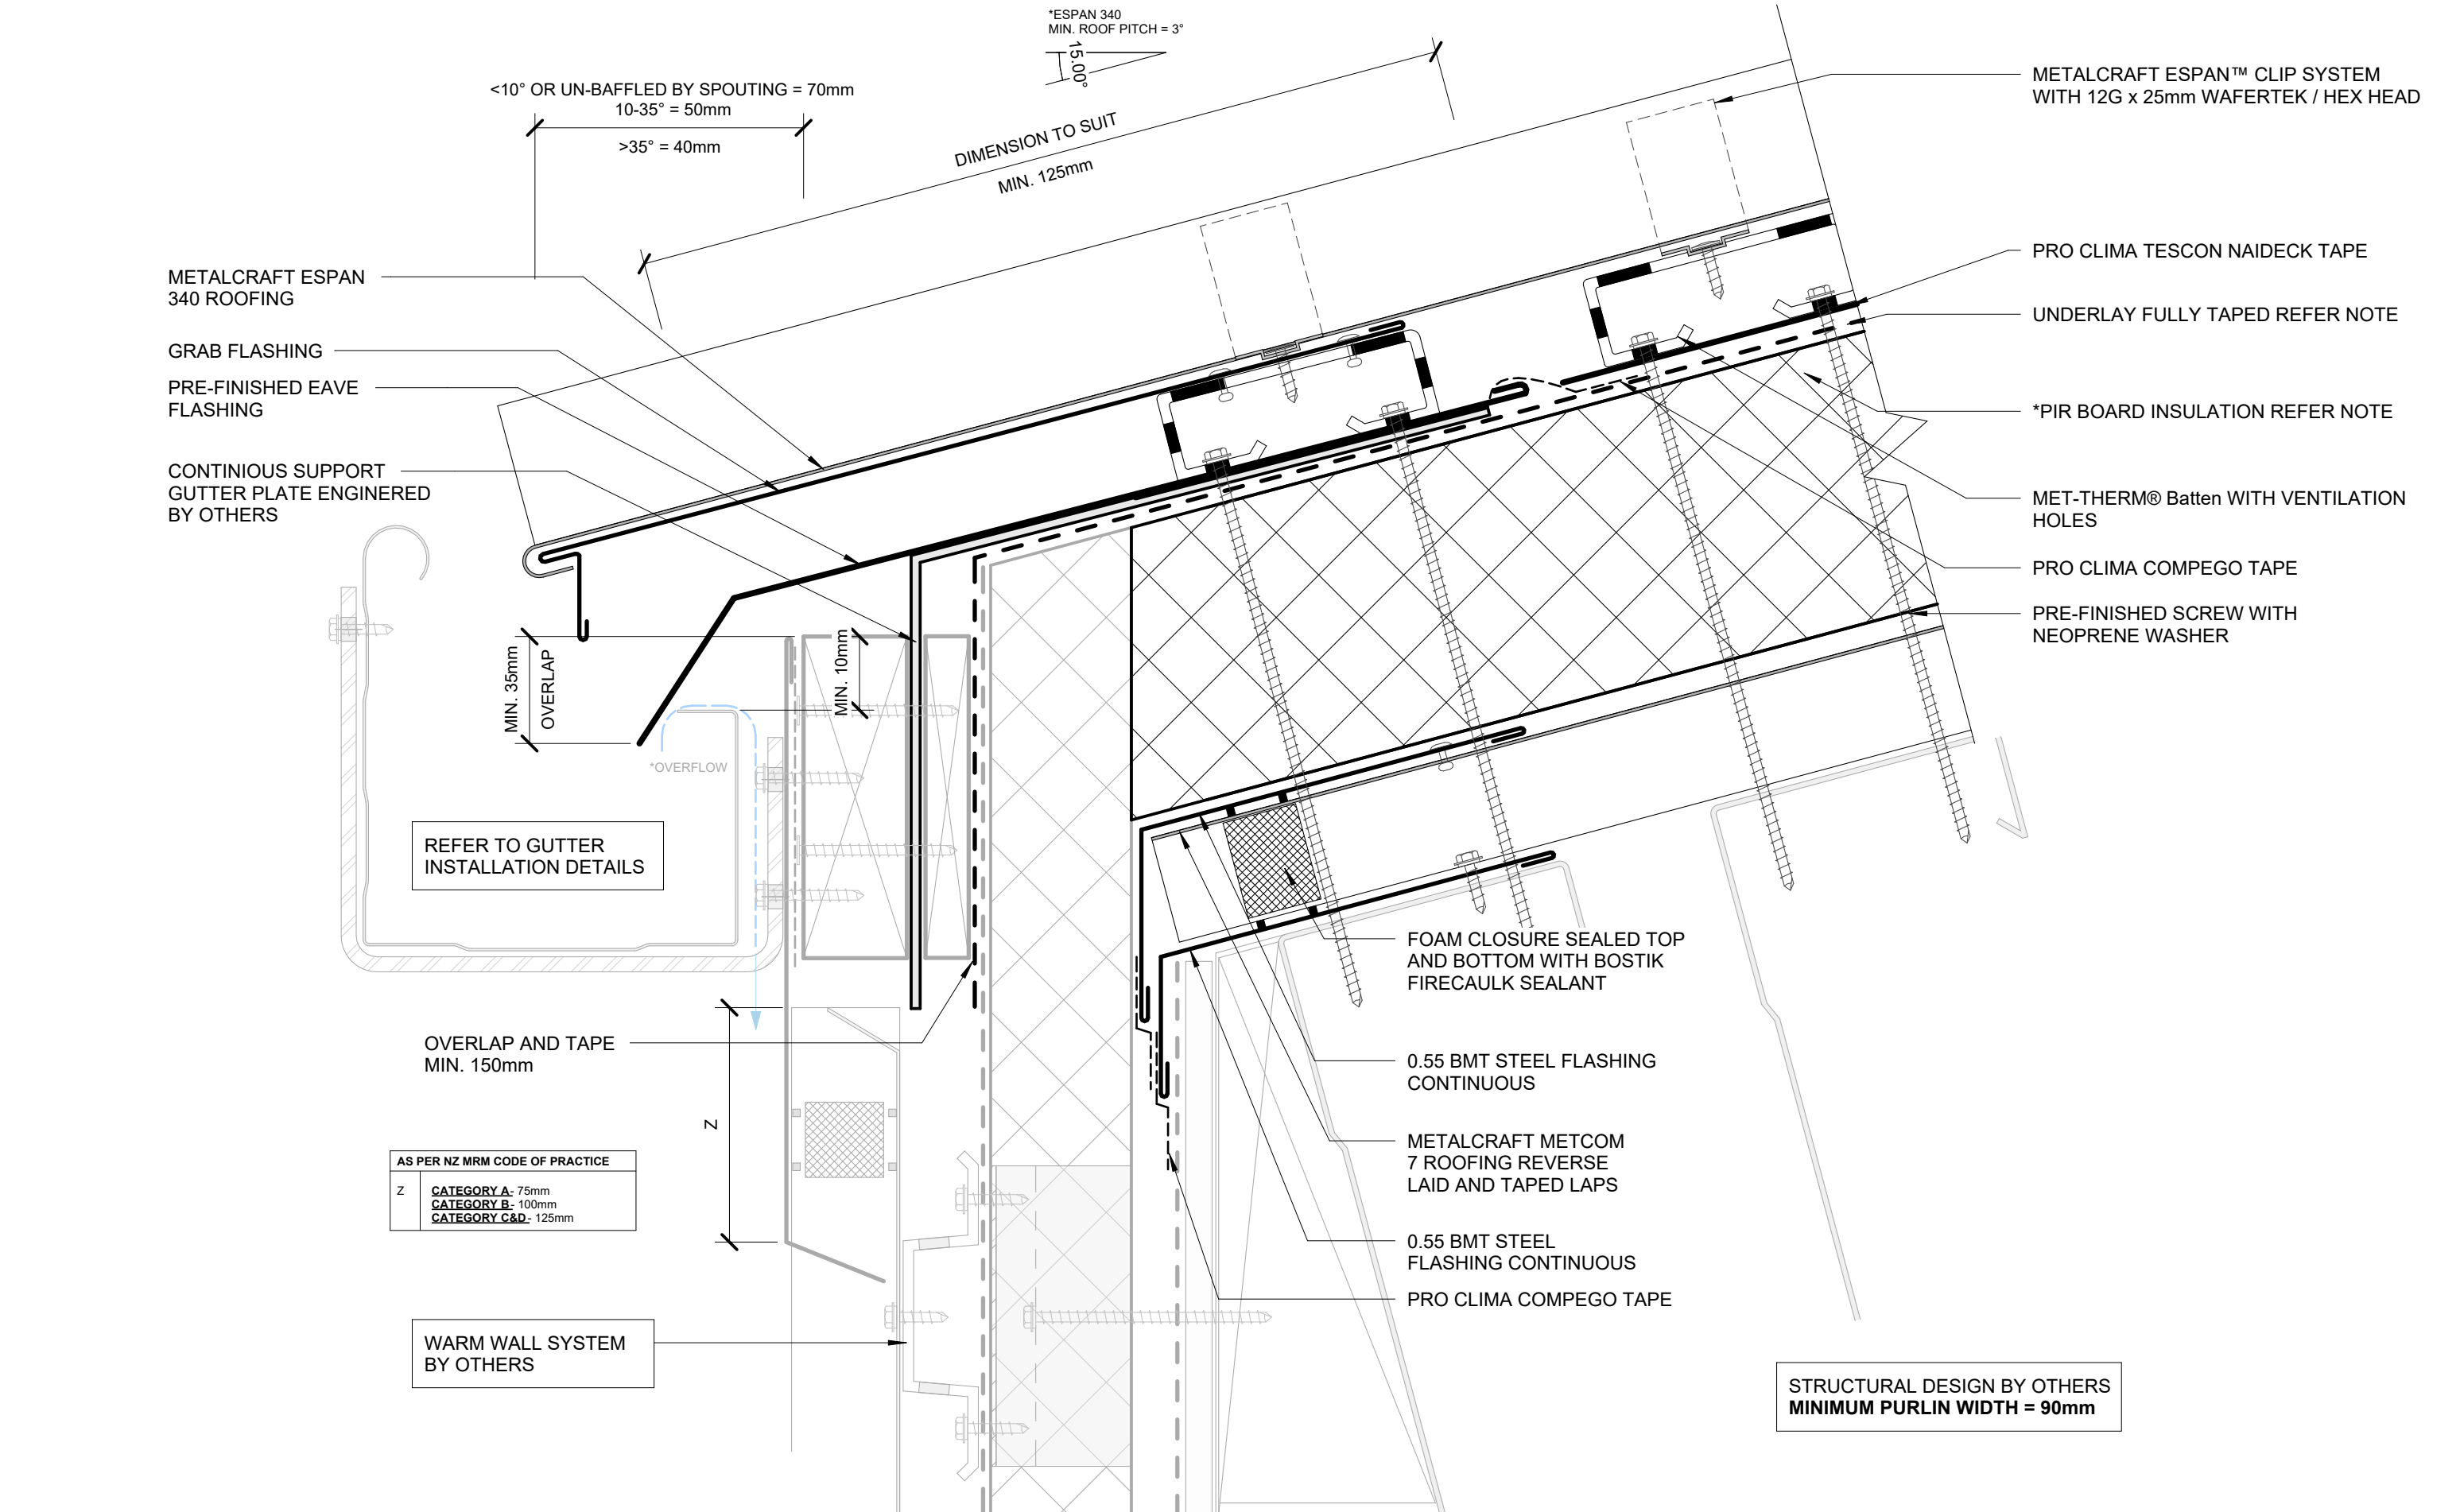 *ESPAN 340
MIN. ROOF PITCH = 3°
15.00°
<10° OR UN-BAFFLED BY SPOUTING = 70mm
10-35° = 50mm
>35° = 40mm
DIMENSION TO SUIT
MIN. 125mm
METALCRAFT ESPAN
340 ROOFING
GRAB FLASHING
PRE-FINISHED EAVE
FLASHING
CONTINIOUS SUPPORT
GUTTER PLATE ENGINERED
BY OTHERS
METALCRAFT ESPAN™ CLIP SYSTEM
WITH 12G x 25mm WAFERTEK / HEX HEAD
PRO CLIMA TESCON NAIDECK TAPE
UNDERLAY FULLY TAPED REFER NOTE
*PIR BOARD INSULATION REFER NOTE
MET-THERM® Batten WITH VENTILATION
HOLES
PRO CLIMA COMPEGO TAPE
PRE-FINISHED SCREW WITH
NEOPRENE WASHER
MIN. 35mm
OVERLAP
MIN. 10mm
*OVERFLOW
REFER TO GUTTER
INSTALLATION DETAILS
OVERLAP AND TAPE
MIN. 150mm
Z
AS PER NZ MRM CODE OF PRACTICE
Z CATEGORY A - 75mm
CATEGORY B - 100mm
CATEGORY C&D - 125mm
WARM WALL SYSTEM
BY OTHERS
FOAM CLOSURE SEALED TOP
AND BOTTOM WITH BOSTIK
FIRECAULK SEALANT
0.55 BMT STEEL FLASHING
CONTINUOUS
METALCRAFT METCOM
7 ROOFING REVERSE
LAID AND TAPED LAPS
0.55 BMT STEEL
FLASHING CONTINUOUS
PRO CLIMA COMPEGO TAPE
STRUCTURAL DESIGN BY OTHERS
MINIMUM PURLIN WIDTH = 90mm